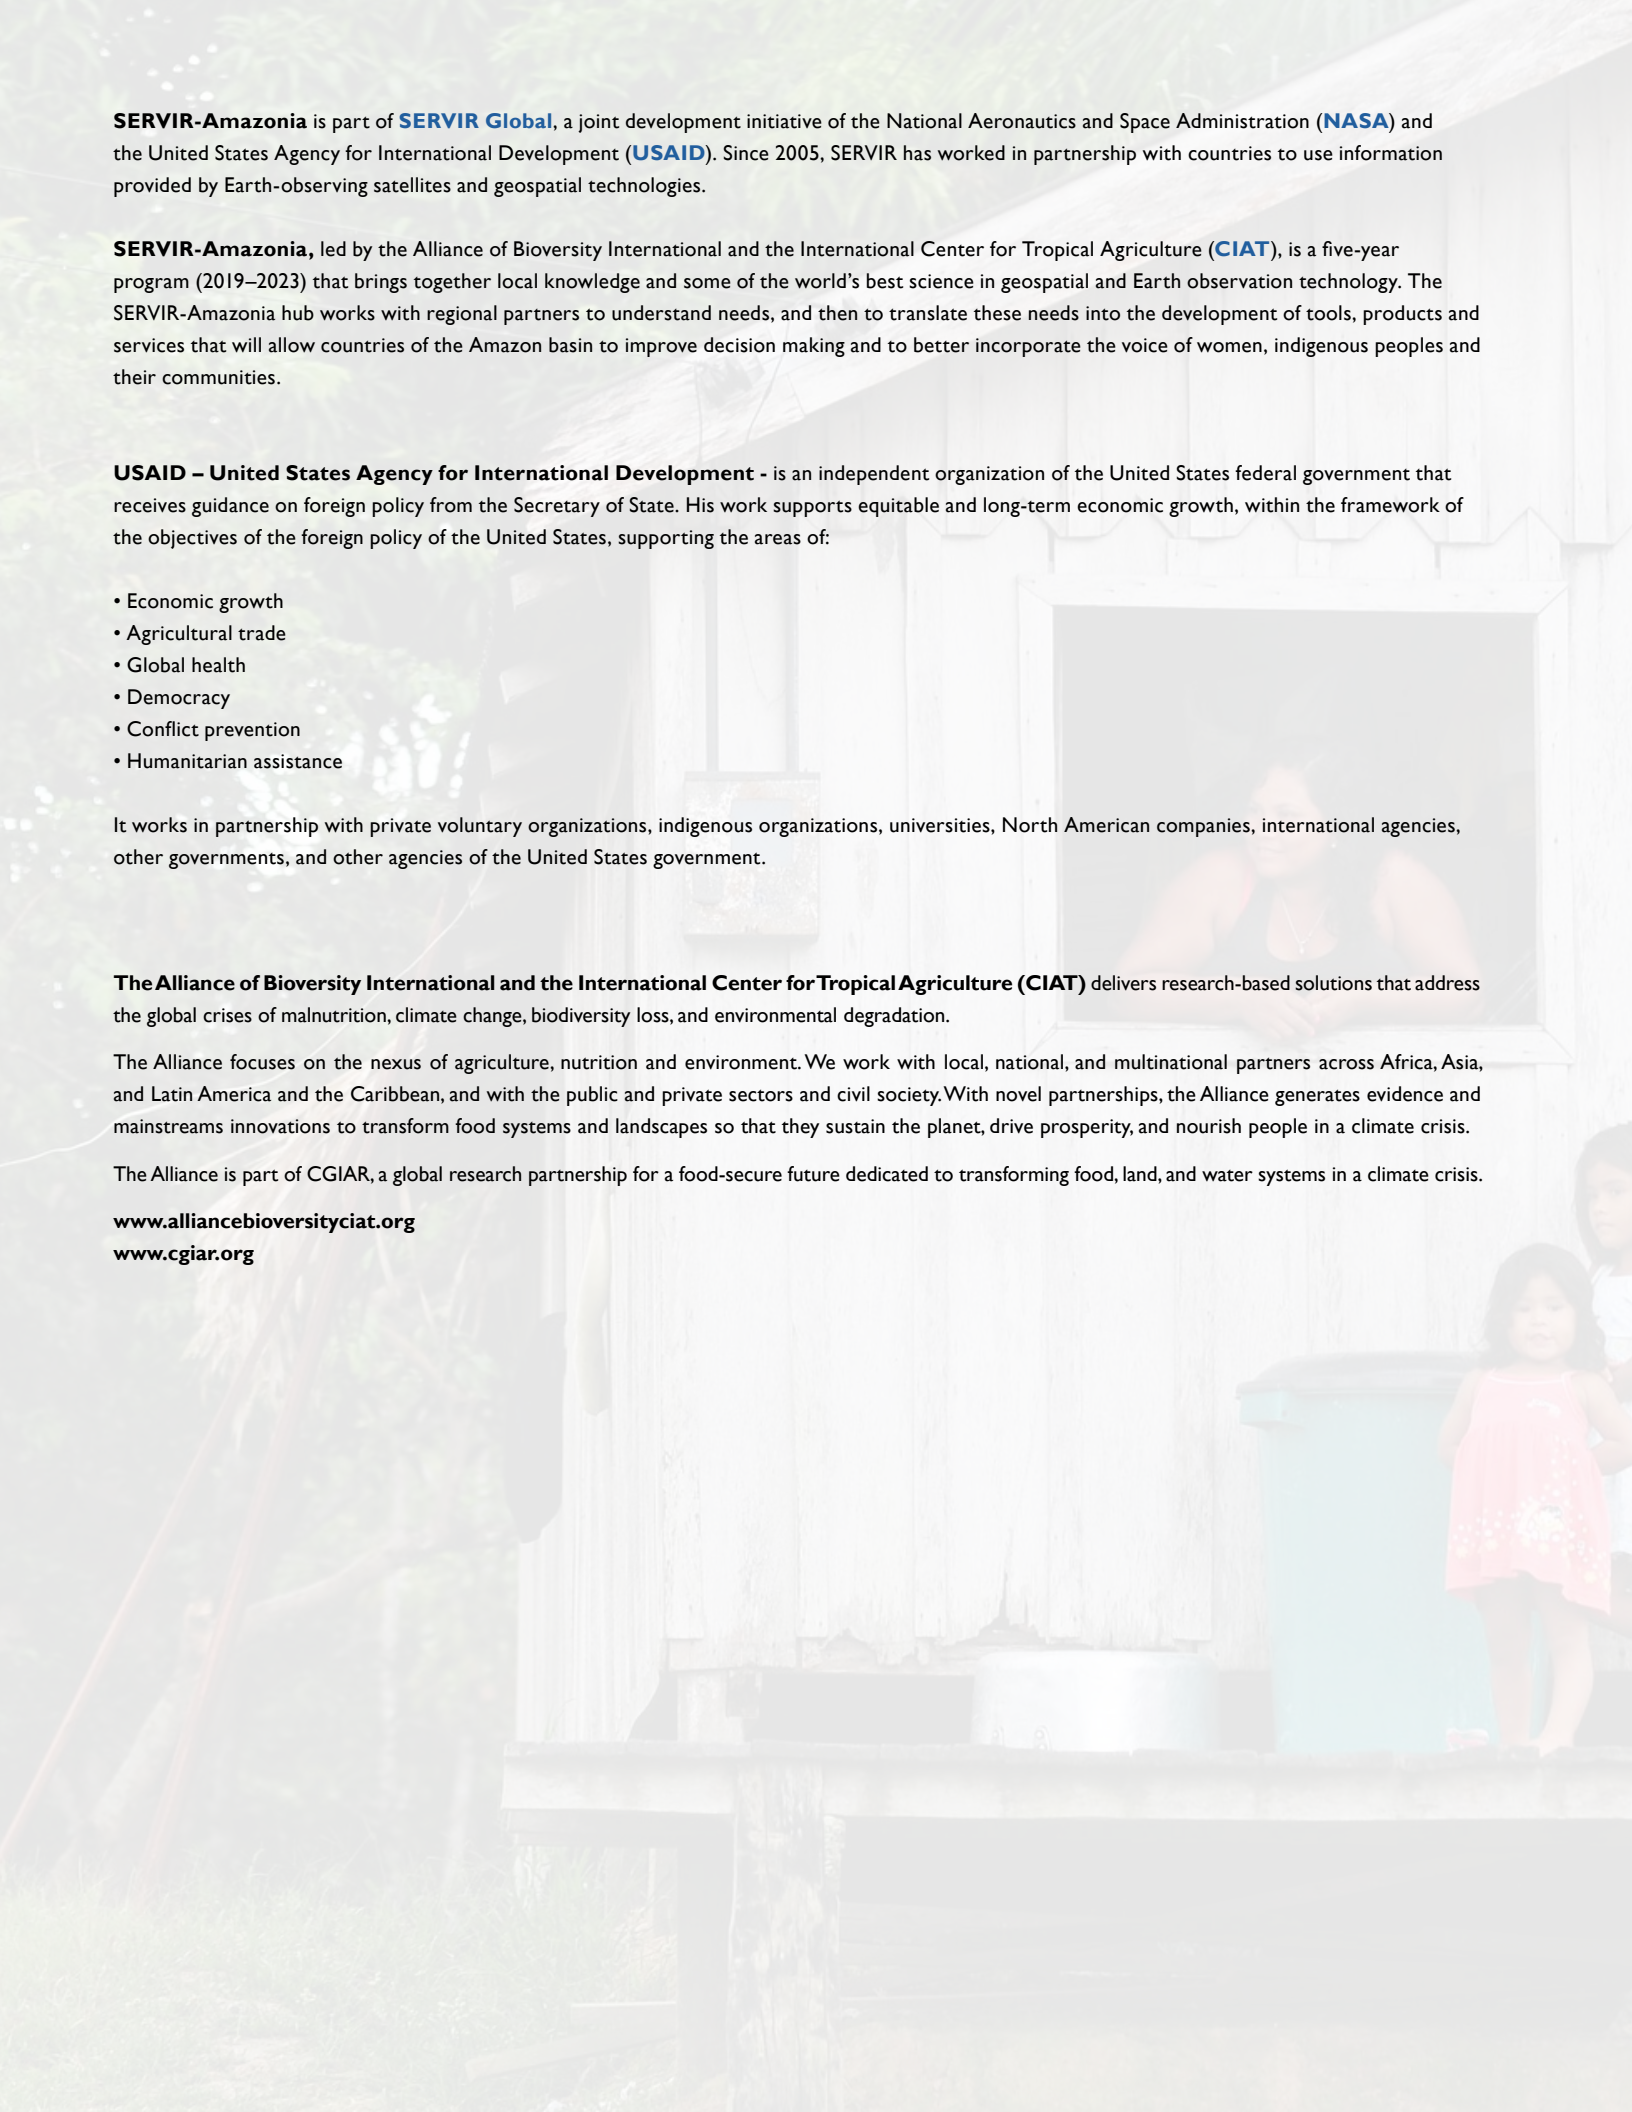 SERVIR-Amazonia is part of SERVIR Global, a joint development initiative of the National Aeronautics and Space Administration (NASA) and
the United States Agency for International Development (USAID). Since 2005, SERVIR has worked in partnership with countries to use information
provided by Earth-observing satellites and geospatial technologies.
SERVIR-Amazonia, led by the Alliance of Bioversity International and the International Center for Tropical Agriculture (CIAT), is a five-year
program (2019–2023) that brings together local knowledge and some of the world's best science in geospatial and Earth observation technology. The
SERVIR-Amazonia hub works with regional partners to understand needs, and then to translate these needs into the development of tools, products and
services that will allow countries of the Amazon basin to improve decision making and to better incorporate the voice of women, indigenous peoples and
their communities.
USAID – United States Agency for International Development - is an independent organization of the United States federal government that
receives guidance on foreign policy from the Secretary of State. His work supports equitable and long-term economic growth, within the framework of
the objectives of the foreign policy of the United States, supporting the areas of:
• Economic growth
• Agricultural trade
• Global health
• Democracy
• Conflict prevention
• Humanitarian assistance
It works in partnership with private voluntary organizations, indigenous organizations, universities, North American companies, international agencies,
other governments, and other agencies of the United States government.
The Alliance of Bioversity International and the International Center for Tropical Agriculture (CIAT) delivers research-based solutions that address
the global crises of malnutrition, climate change, biodiversity loss, and environmental degradation.
The Alliance focuses on the nexus of agriculture, nutrition and environment. We work with local, national, and multinational partners across Africa, Asia,
and Latin America and the Caribbean, and with the public and private sectors and civil society. With novel partnerships, the Alliance generates evidence and
mainstreams innovations to transform food systems and landscapes so that they sustain the planet, drive prosperity, and nourish people in a climate crisis.
The Alliance is part of CGIAR, a global research partnership for a food-secure future dedicated to transforming food, land, and water systems in a climate crisis.
www.alliancebioversityciat.org
www.cgiar.org